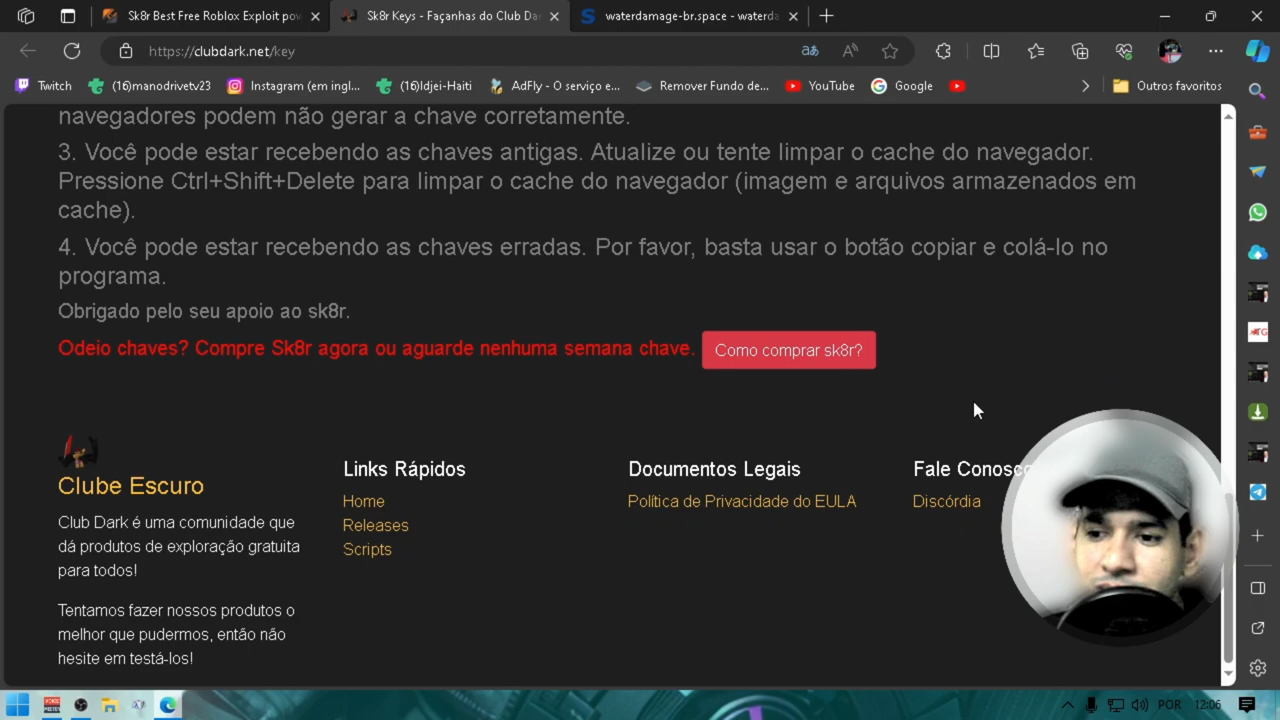 Sk8r Best Free Roblox Exploit pow
Sk8r Keys - Façanhas do Club Dar
waterdamage-br.space - waterda
https://clubdark.net/key
Twitch
(16)manodrivetv23
Instagram (em ingl...
(16)ldjei-Haiti
AdFly - O serviço e...
Remover Fundo de...
YouTube
Google
Outros favoritos
navegadores podem não gerar a chave corretamente.
3. Você pode estar recebendo as chaves antigas. Atualize ou tente limpar o cache do navegador.
Pressione Ctrl+Shift+Delete para limpar o cache do navegador (imagem e arquivos armazenados em
cache).
4. Você pode estar recebendo as chaves erradas. Por favor, basta usar o botão copiar e colá-lo no
programa.
Obrigado pelo seu apoio ao sk8r.
Odeio chaves? Compre Sk8r agora ou aguarde nenhuma semana chave.
Como comprar sk8r?
Clube Escuro
Club Dark é uma comunidade que
dá produtos de exploração gratuita
para todos!
Tentamos fazer nossos produtos o
melhor que pudermos, então não
hesite em testá-los!
Links Rápidos
Home
Releases
Scripts
Documentos Legais
Política de Privacidade do EULA
Fale Conosco
Discórdia
POR
12:06